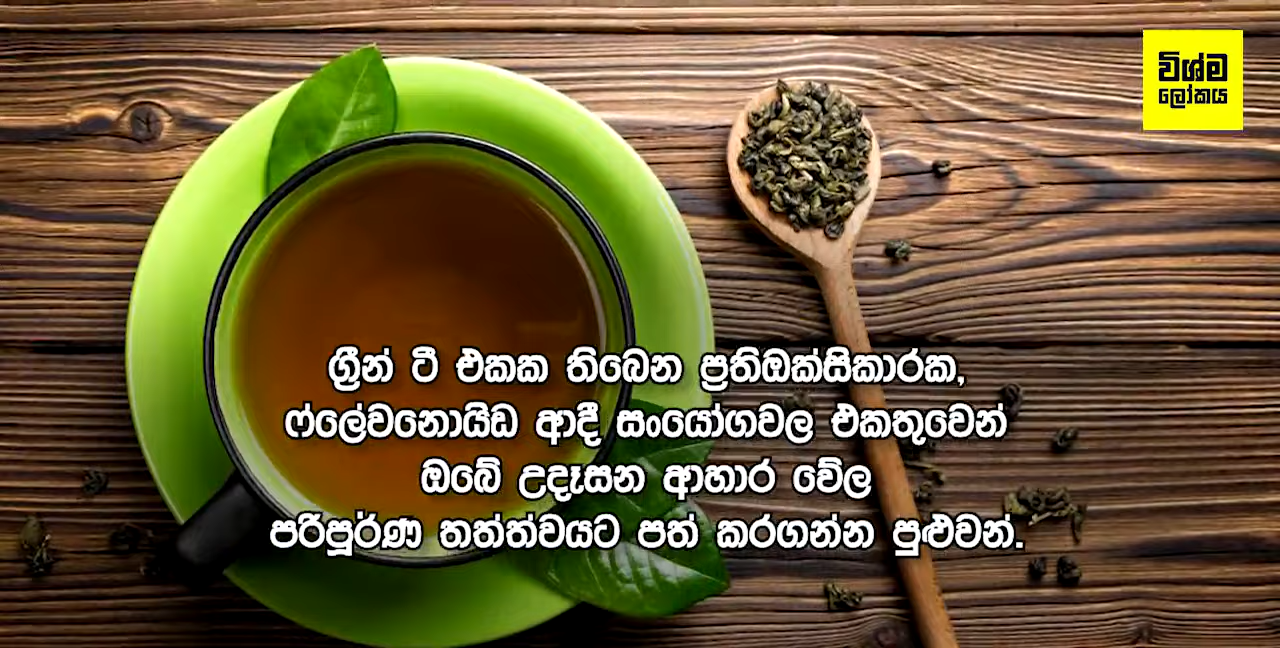 විශ්ම
ලෝකය
ග්‍රීන් ටී එකක තිබෙන ප්‍රතිඔක්සිකාරක,
ෆ්ලේවනොයිඩ ආදී සංයෝගවල එකතුවෙන්
ඔබේ උදෑසන ආහාර වේල
පරිපූර්ණ තත්ත්වයට පත් කරගන්න පුළුවන්.